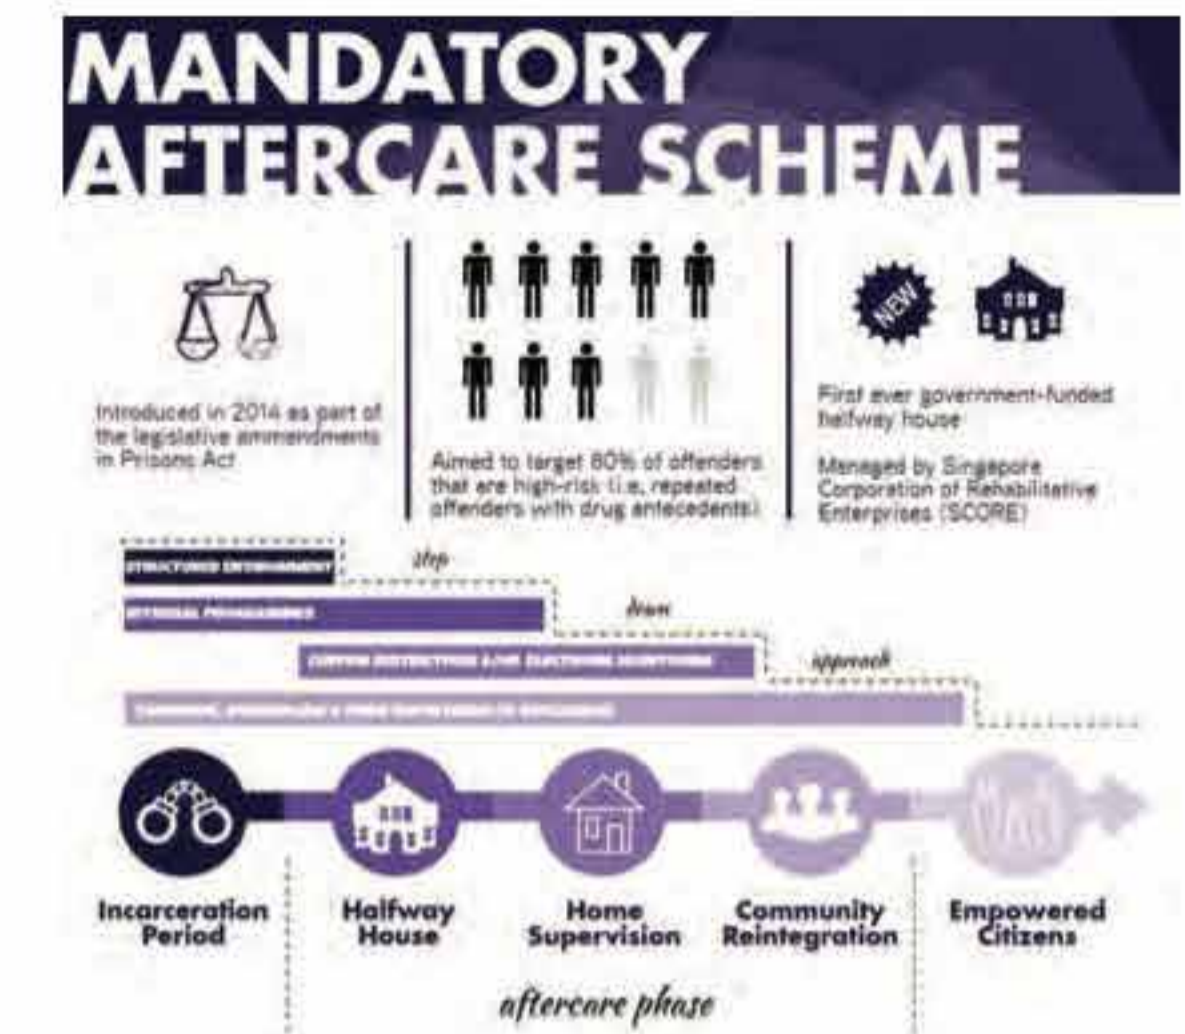 MANDATORY
AFTERCARE SCHEME
Introduced in 2014 as part of
the legislative ammendments
in Prisons Act
Aimed to target 80% of offenders
that are high-risk (i.e. repeated
offenders with drug antecedents)
NEW
First ever government-funded
halfway house
Managed by Singapore
Corporation of Rehabilitative
Enterprises (SCORE)
STRUCTURED ENVIRONMENT
step
down
approach
Incarceration
Period
Halfway
House
Home
Supervision
Community
Reintegration
Empowered
Citizens
aftercare phase